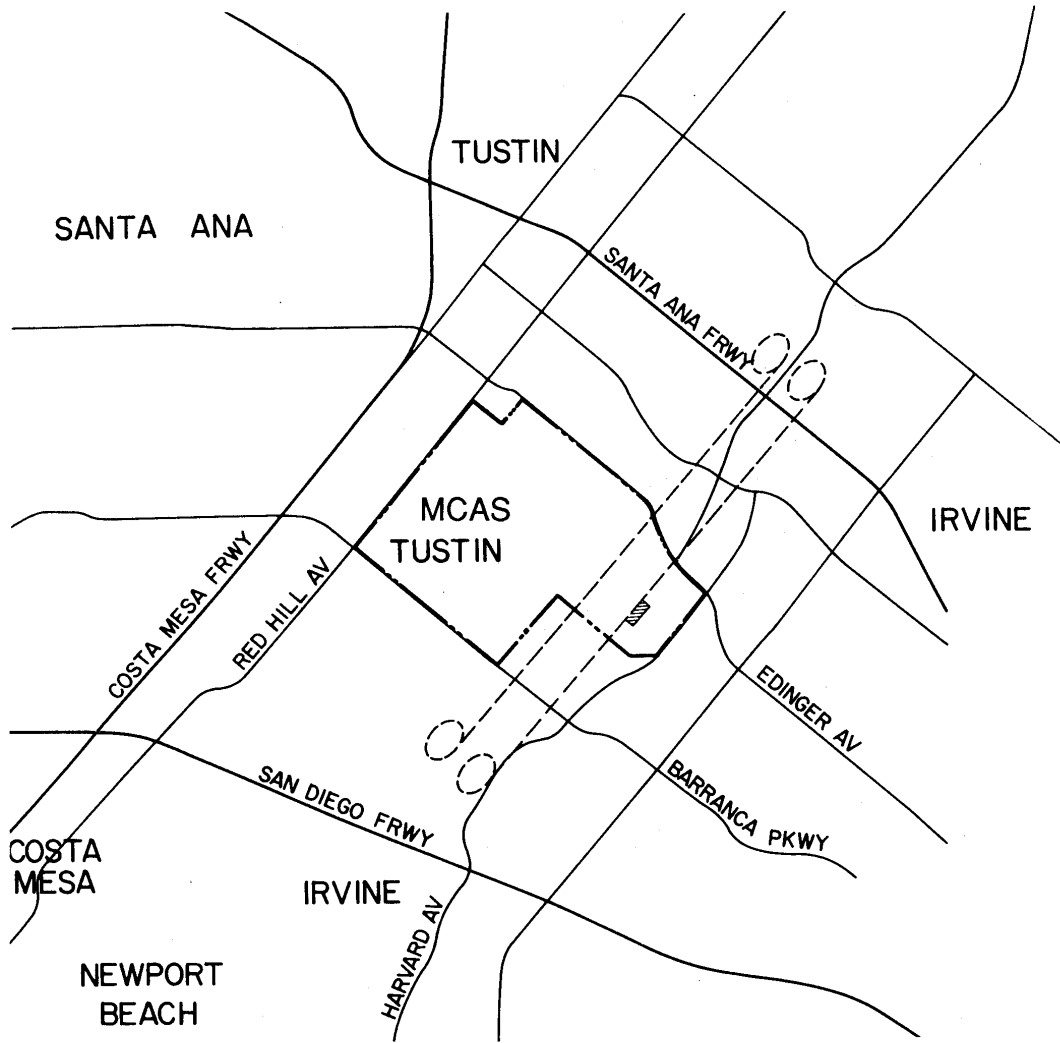 TUSTIN
SANTA ANA
SANTA ANA FRWY
MCAS
TUSTIN
IRVINE
COSTA MESA FRWY
RED HILL AV
EDINGER AV
SAN DIEGO FRWY
BARRANCA PKWY
COSTA
MESA
IRVINE
HARVARD AV
NEWPORT
BEACH